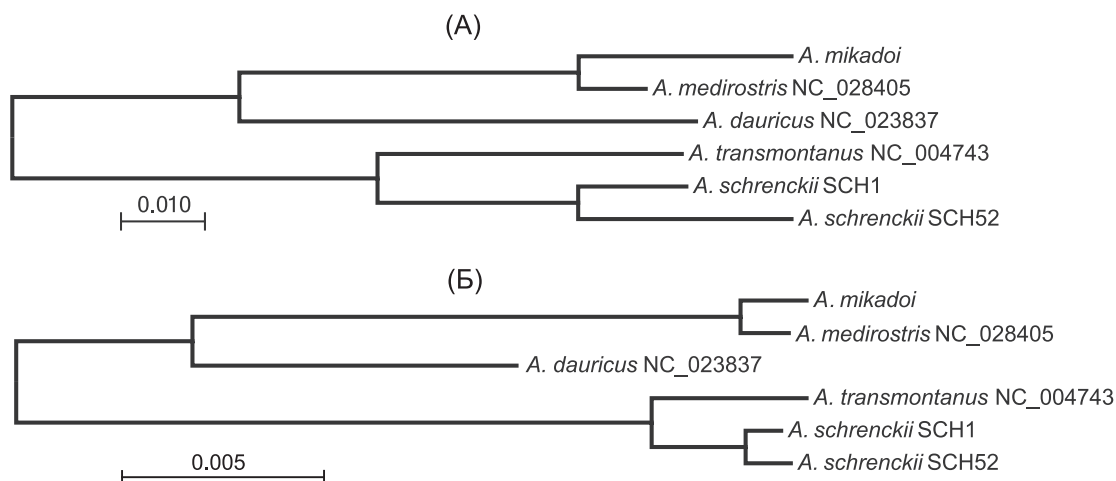 (А)
A. mikadoi
A. medirostris NC_028405
A. dauricus NC_023837
A. transmontanus NC_004743
A. schrenckii SCH1
0.010
A. schrenckii SCH52
(Б)
A. mikadoi
A. medirostris NC_028405
A. dauricus NC_023837
A. transmontanus NC_004743
A. schrenckii SCH1
A. schrenckii SCH52
0.005